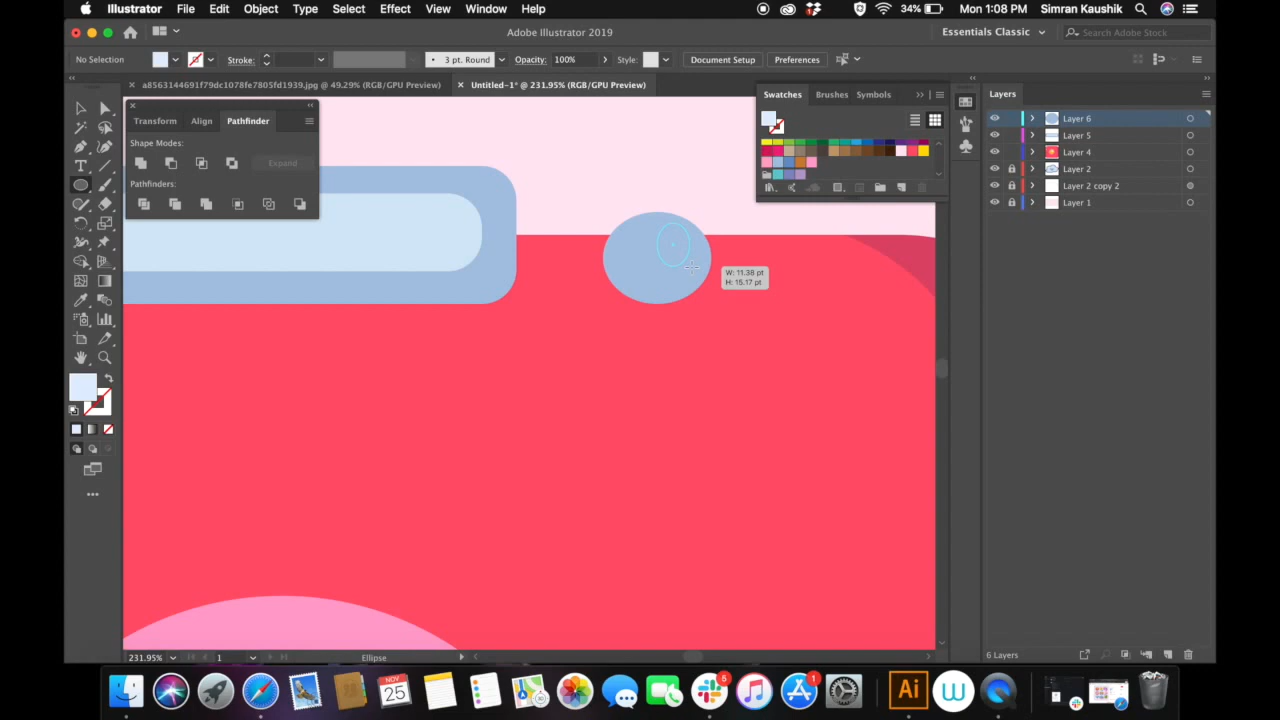 Illustrator File Edit Object Type Select Effect View Window Help 34% Mon 1:08 PM Simran Kaushik
Adobe Illustrator 2019 Essentials Classic Search Adobe Stock
No Selection Stroke: 3 pt. Round Opacity: 100% Style: Document Setup Preferences
a8563144691f79dc1078fe7805fd1939.jpg @ 49.29% (RGB/GPU Preview) Untitled-1* @ 231.95% (RGB/GPU Preview)
Transform Align Pathfinder
Shape Modes:
Expand
Pathfinders:
Swatches Brushes Symbols
Layers
Layer 6
Layer 5
Layer 4
Layer 2
Layer 2 copy 2
Layer 1
W: 11.38 pt
H: 15.17 pt
231.95% 1 Ellipse
6 Layers
NOV
25
6
1
Ai